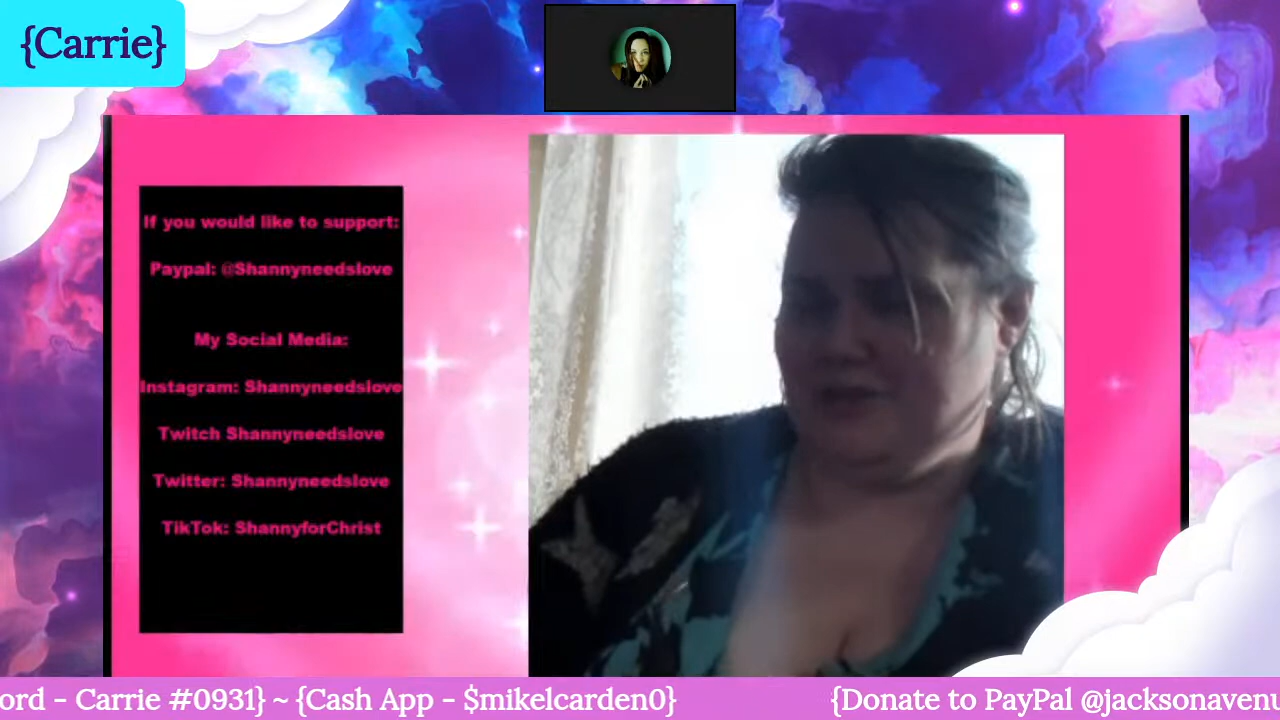 {Carrie}
If you would like to support:
Paypal: @Shannyneedslove
My Social Media:
Instagram: Shannyneedslove
Twitch Shannyneedslove
Twitter: Shannyneedslove
TikTok: ShannyforChrist
ord - Carrie #0931} ~ {Cash App - $mikelcarden0} {Donate to PayPal @jacksonavenu